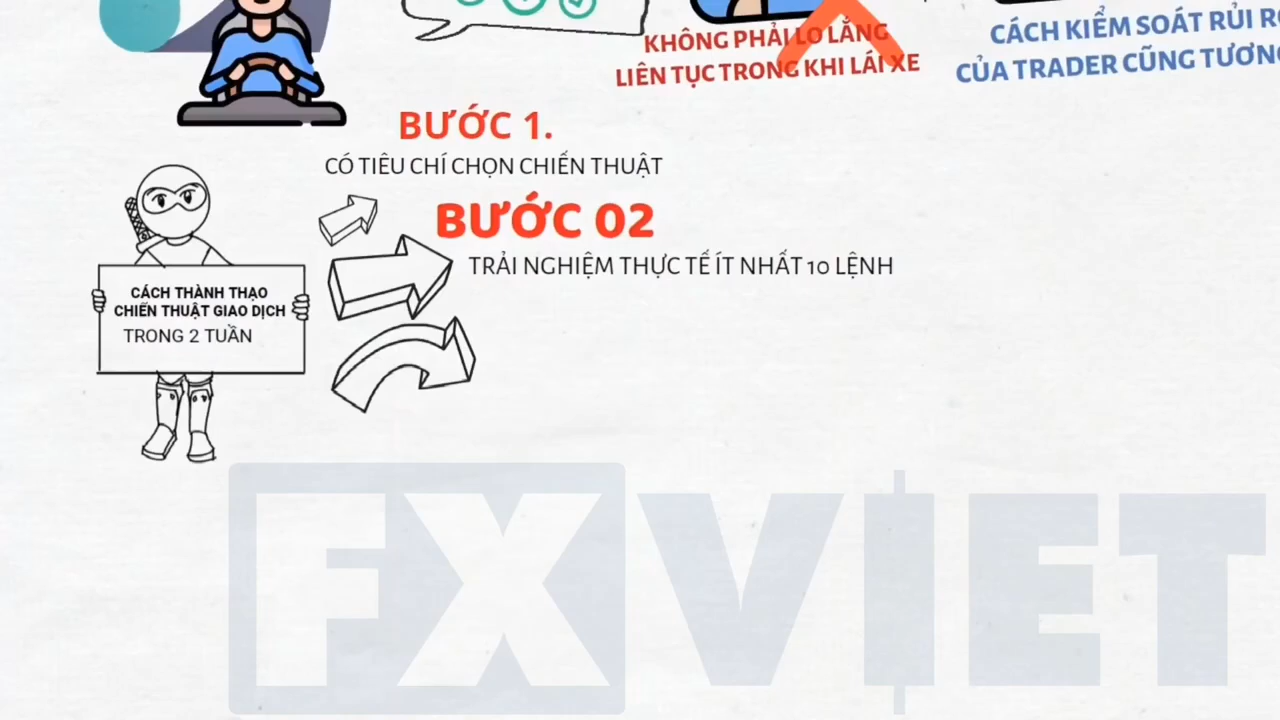 KHÔNG PHẢI LO LẮNG
LIÊN TỤC TRONG KHI LÁI XE
CÁCH KIỂM SOÁT RỦI
CỦA TRADER CŨNG
BƯỚC 1.
CÓ TIÊU CHÍ CHỌN CHIẾN THUẬT
BƯỚC 02
TRẢI NGHIỆM THỰC TẾ ÍT NHẤT 10 LỆNH
CÁCH THÀNH THẠO
CHIẾN THUẬT GIAO DỊCH
TRONG 2 TUẦN
FXVIET